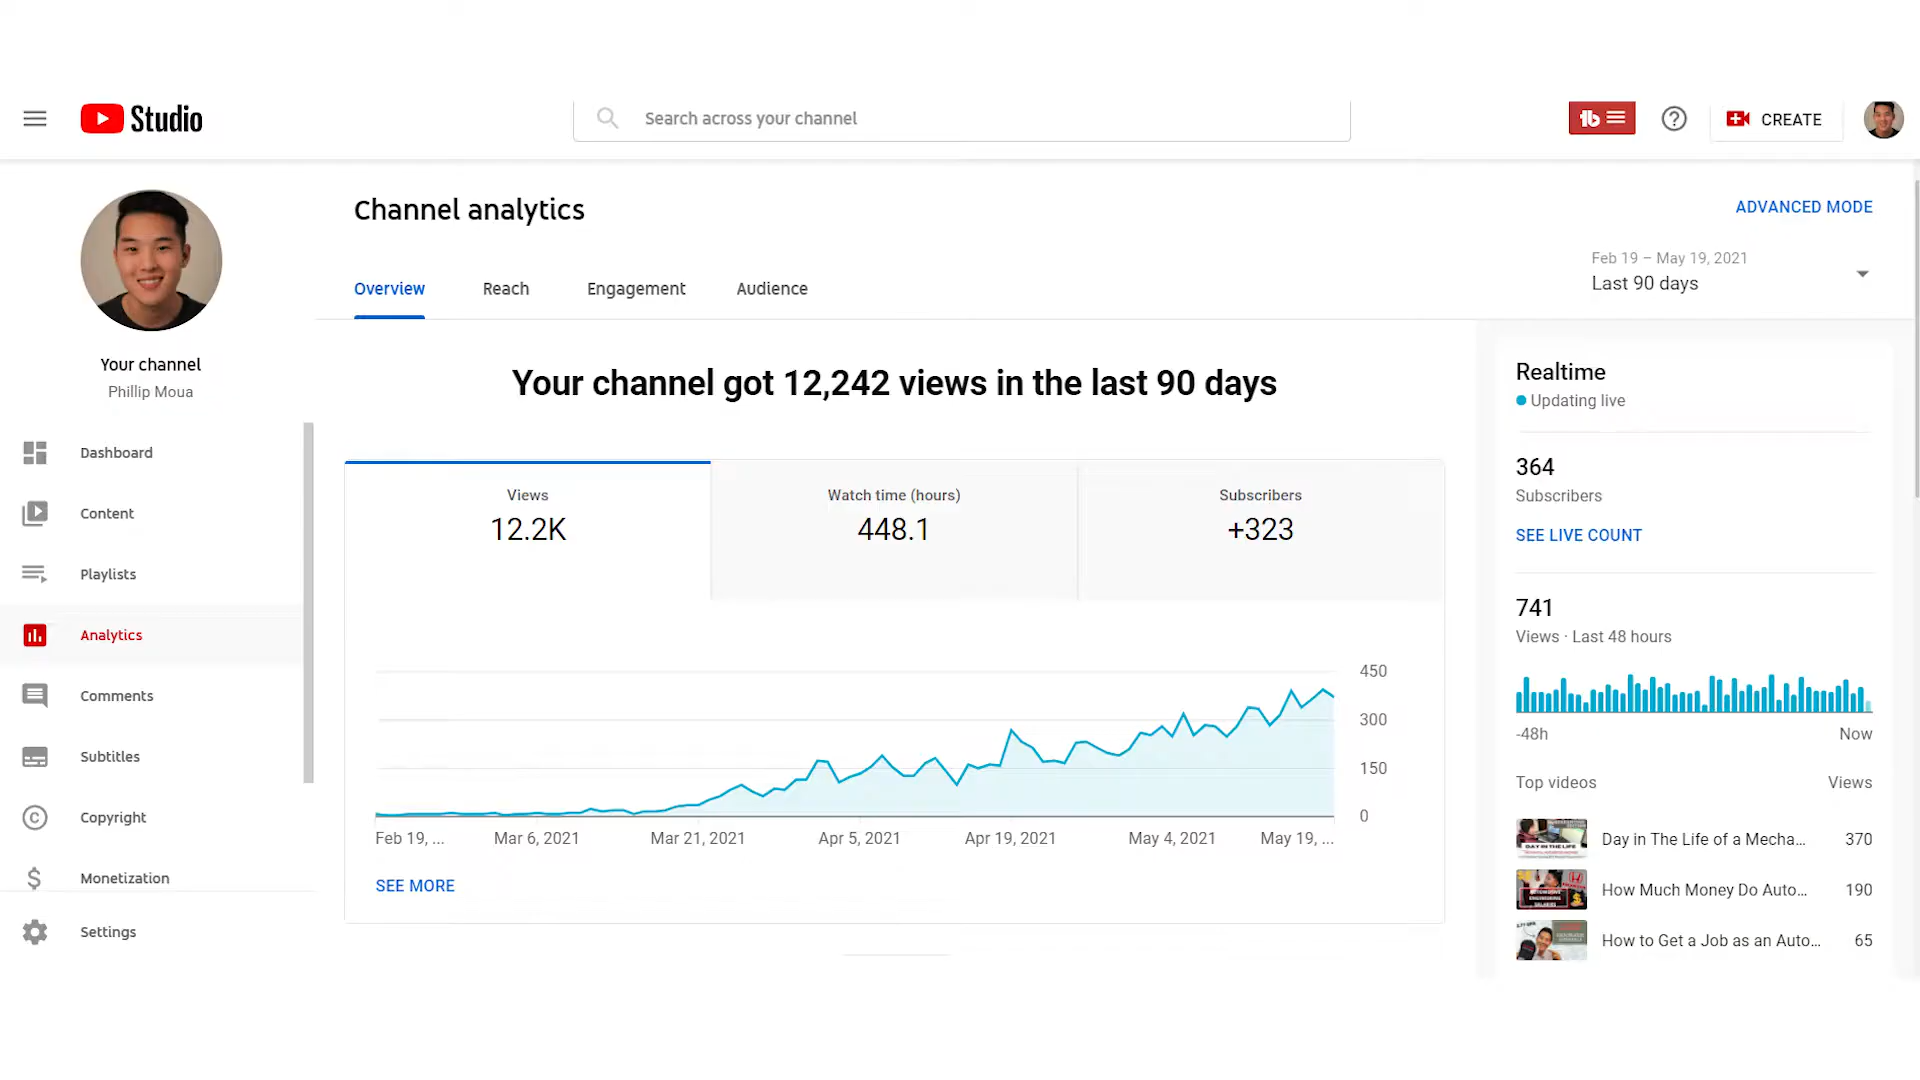 Studio
Search across your channel
CREATE
Your channel
Phillip Moua
Dashboard
Content
Playlists
Analytics
Comments
Subtitles
Copyright
Monetization
Settings
Channel analytics
ADVANCED MODE
Feb 19 – May 19, 2021
Last 90 days
Overview Reach Engagement Audience
Your channel got 12,242 views in the last 90 days
Views
12.2K
Watch time (hours)
448.1
Subscribers
+323
450
300
150
0
Feb 19, ... Mar 6, 2021 Mar 21, 2021 Apr 5, 2021 Apr 19, 2021 May 4, 2021 May 19, ...
SEE MORE
Realtime
Updating live
364
Subscribers
SEE LIVE COUNT
741
Views · Last 48 hours
-48h Now
Top videos Views
Day in The Life of a Mecha... 370
How Much Money Do Auto... 190
How to Get a Job as an Auto... 65